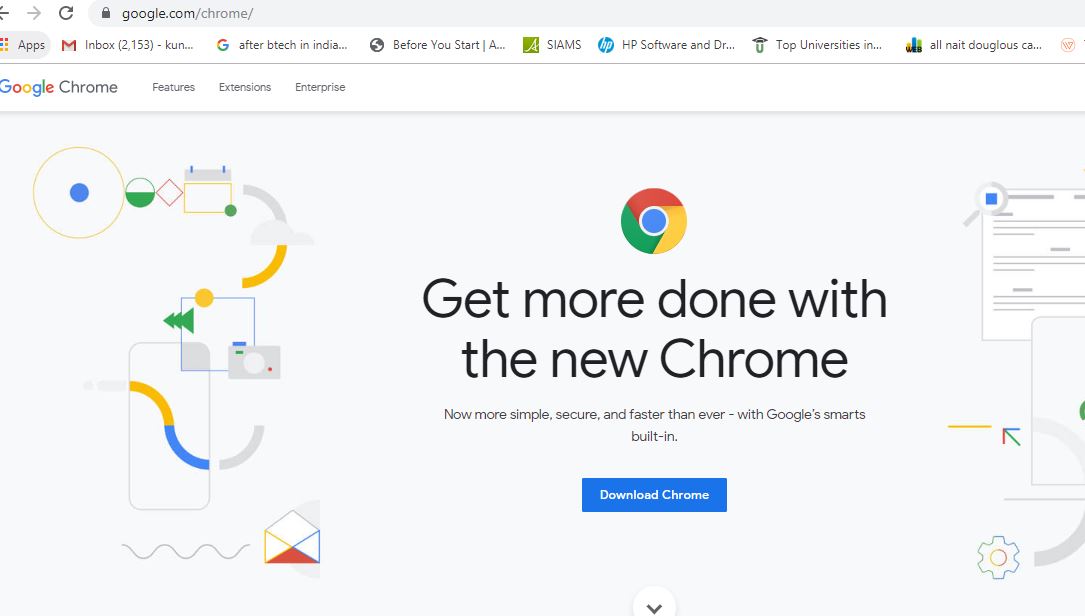 google.com/chrome/
Apps Inbox (2,153) - kun... after btech in india... Before You Start | A... SIAMS HP Software and Dr... Top Universities in... all nait douglous ca...
Google Chrome Features Extensions Enterprise
Get more done with
the new Chrome
Now more simple, secure, and faster than ever - with Google’s smarts
built-in.
Download Chrome